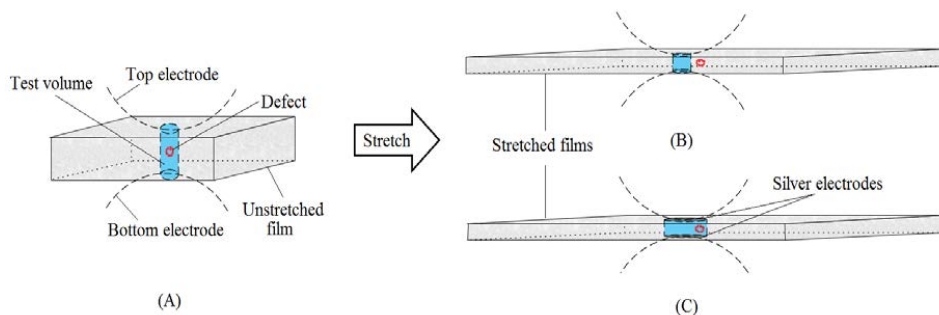 Top electrode
Test volume
Defect
Unstretched
film
Bottom electrode
(A)
Stretch
(B)
Stretched films
Silver electrodes
(C)